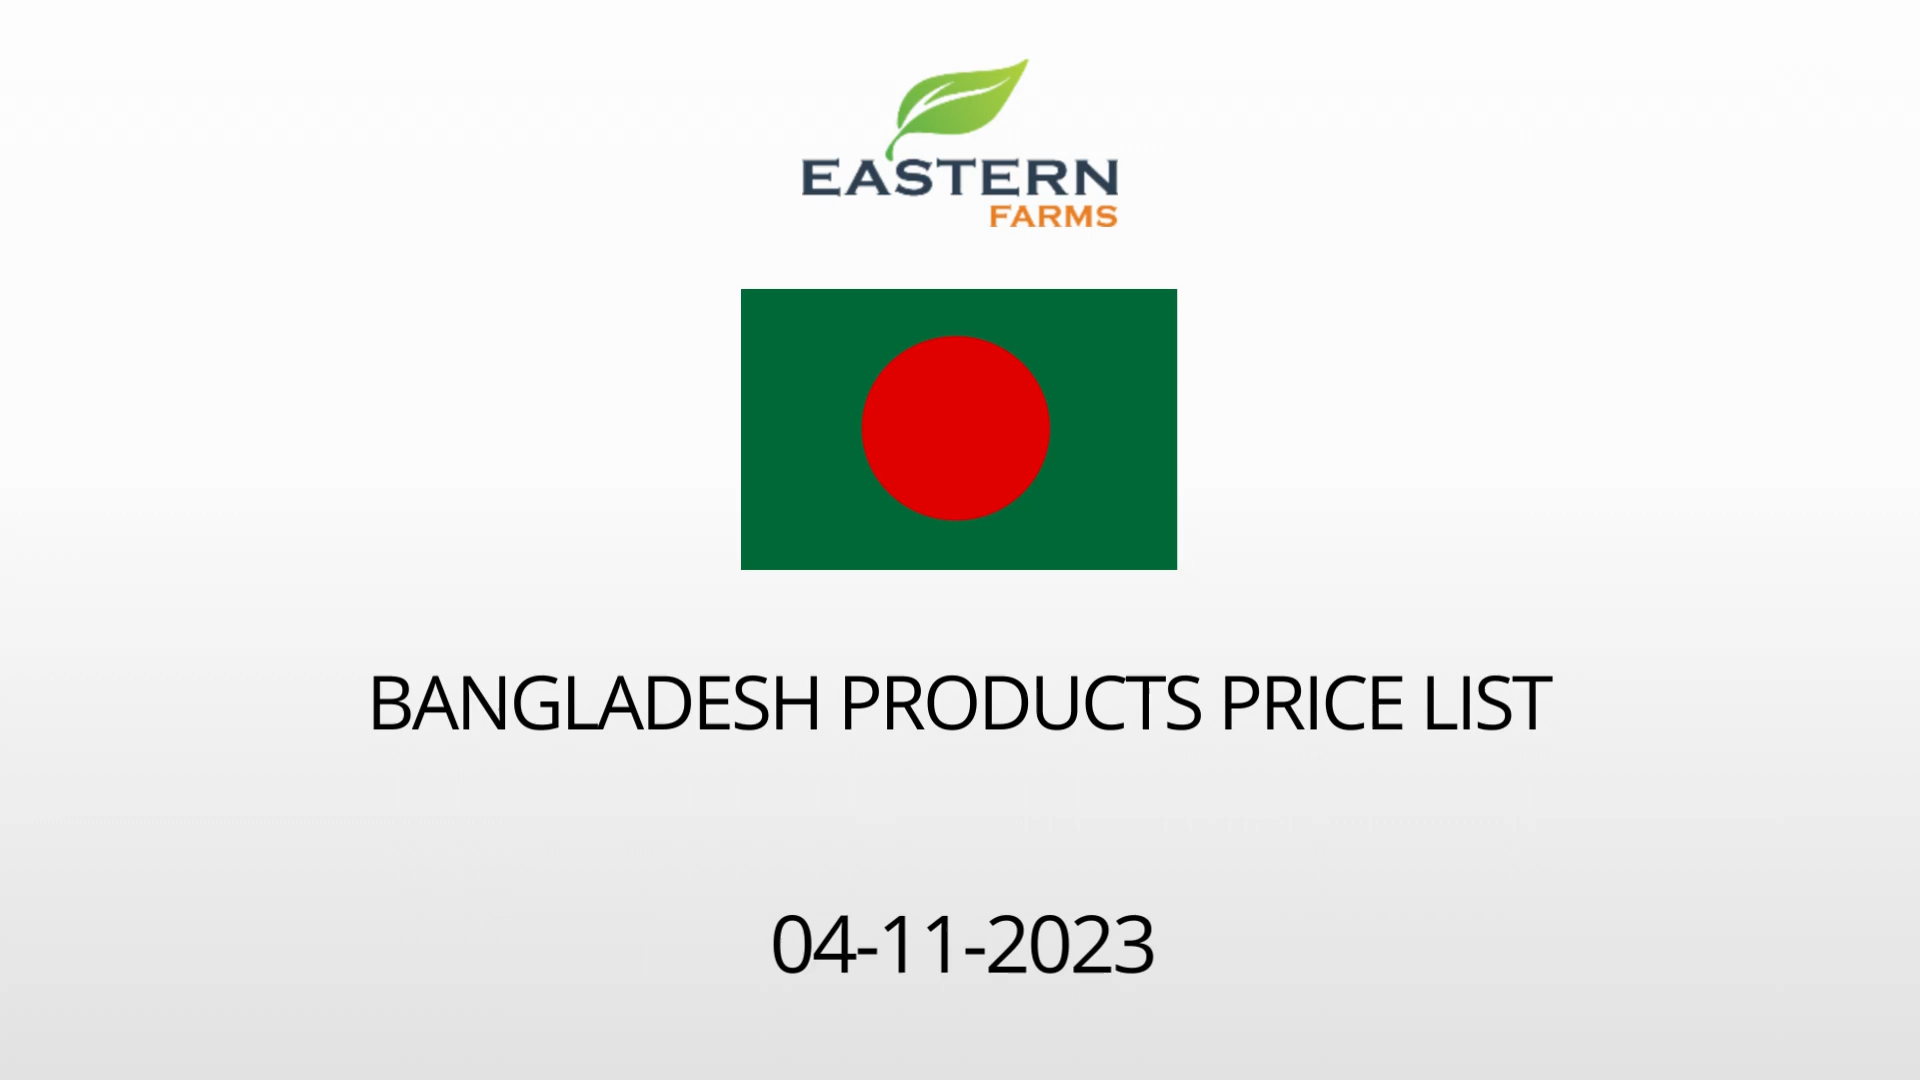 EASTERN
FARMS
BANGLADESH PRODUCTS PRICE LIST
04-11-2023